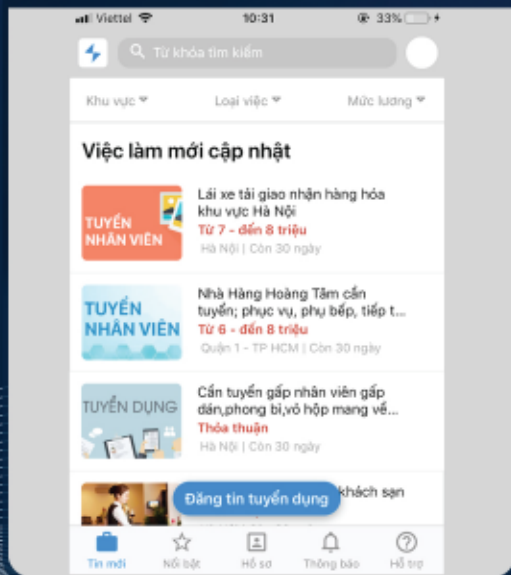 Viettel 10:31 33%
Từ khóa tìm kiếm
Khu vực Loại việc Mức lương
Việc làm mới cập nhật
TUYỂN
NHÂN VIÊN
Lái xe tải giao nhận hàng hóa
khu vực Hà Nội
Từ 7 - đến 8 triệu
Hà Nội | Còn 30 ngày
TUYỂN
NHÂN VIÊN
Nhà Hàng Hoàng Tâm cần
tuyển; phục vụ, phụ bếp, tiếp t...
Từ 6 - đến 8 triệu
Quận 1 - TP HCM | Còn 30 ngày
TUYỂN DỤNG
Cần tuyển gấp nhân viên gấp
dán,phong bì,vỏ hộp mang về...
Thỏa thuận
Hà Nội | Còn 30 ngày
khách sạn
Đăng tin tuyển dụng
Tin mới Nổi bật Hồ sơ Thông báo Hỗ trợ